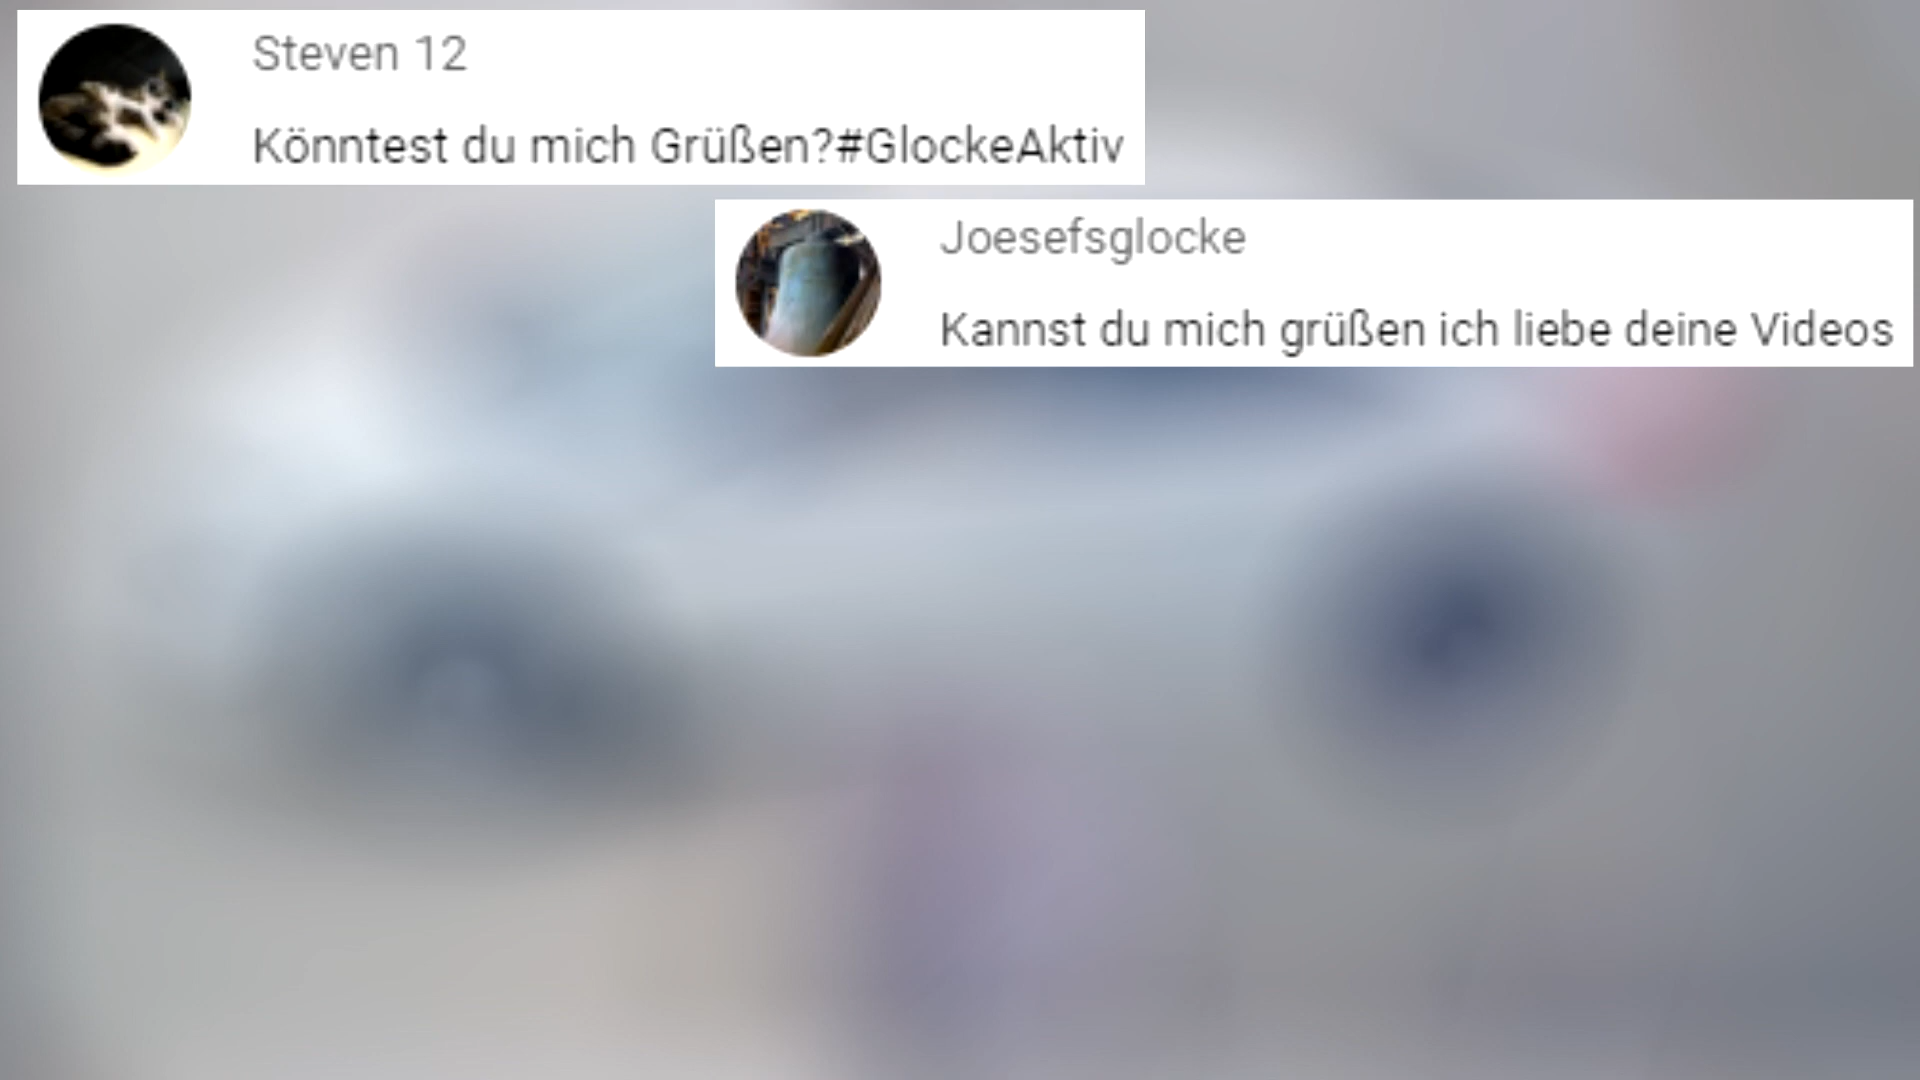 Steven 12
Könntest du mich Grüßen?#GlockeAktiv
Joesefsglocke
Kannst du mich grüßen ich liebe deine Videos